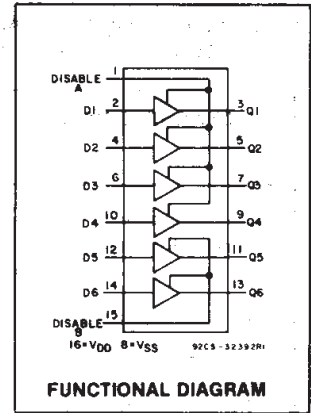 1
DISABLE
A
D1 2 3 Q1
D2 4 5 Q2
D3 6 7 Q3
D4 10 9 Q4
D5 12 11 Q5
D6 14 13 Q6
DISABLE 15
B
16=VDD 8=VSS 92CS-32392R1
FUNCTIONAL DIAGRAM